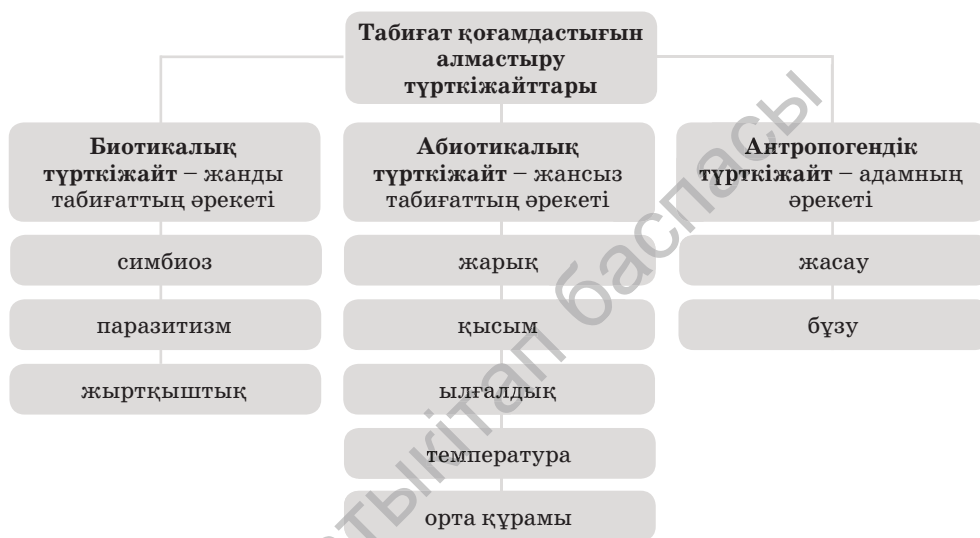 Табиғат қоғамдастығын
алмастыру
түрткіжайттары
Биотикалық
түрткіжайт – жанды
табиғаттың әрекеті
симбиоз
паразитизм
жыртқыштық
Абиотикалық
түрткіжайт – жансыз
табиғаттың әрекеті
жарық
қысым
ылғалдық
температура
орта құрамы
Антропогендік
түрткіжайт – адамның
әрекеті
жасау
бұзу
баспасы